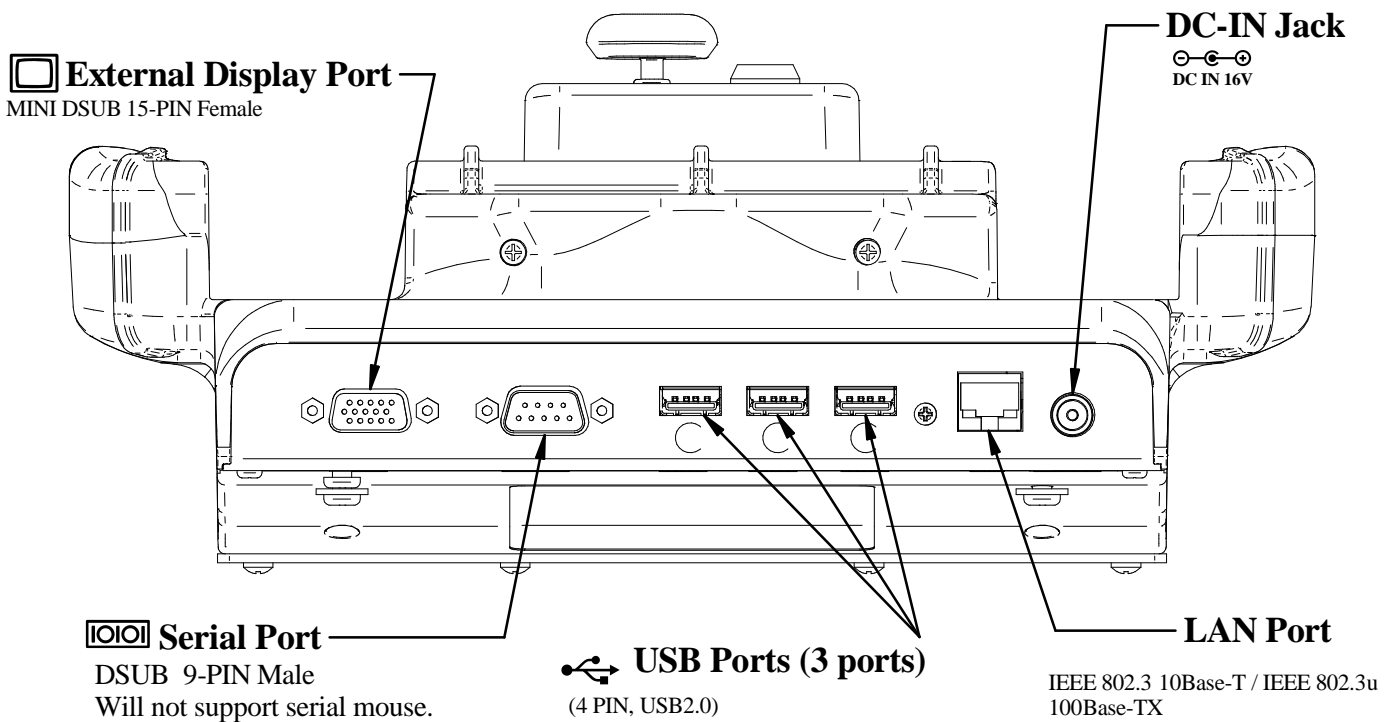 External Display Port
MINI DSUB 15-PIN Female
DC-IN Jack
DC IN 16V
IOIOI Serial Port
DSUB 9-PIN Male
Will not support serial mouse.
USB Ports (3 ports)
(4 PIN, USB2.0)
LAN Port
IEEE 802.3 10Base-T / IEEE 802.3u
100Base-TX